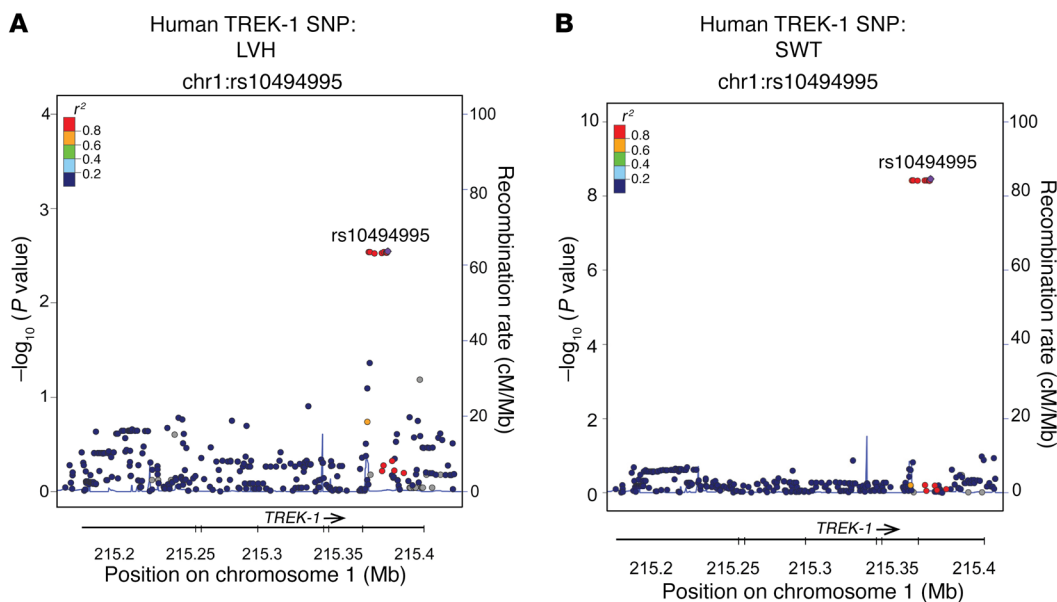 A
Human TREK-1 SNP:
LVH
chr1:rs10494995
r²
0.8
0.6
0.4
0.2
rs10494995
4
3
2
1
0
–log₁₀ (P value)
100
80
60
40
20
0
Recombination rate (cM/Mb)
TREK-1
215.2 215.25 215.3 215.35 215.4
Position on chromosome 1 (Mb)
B
Human TREK-1 SNP:
SWT
chr1:rs10494995
r²
0.8
0.6
0.4
0.2
rs10494995
10
8
6
4
2
0
–log₁₀ (P value)
100
80
60
40
20
0
Recombination rate (cM/Mb)
TREK-1
215.2 215.25 215.3 215.35 215.4
Position on chromosome 1 (Mb)